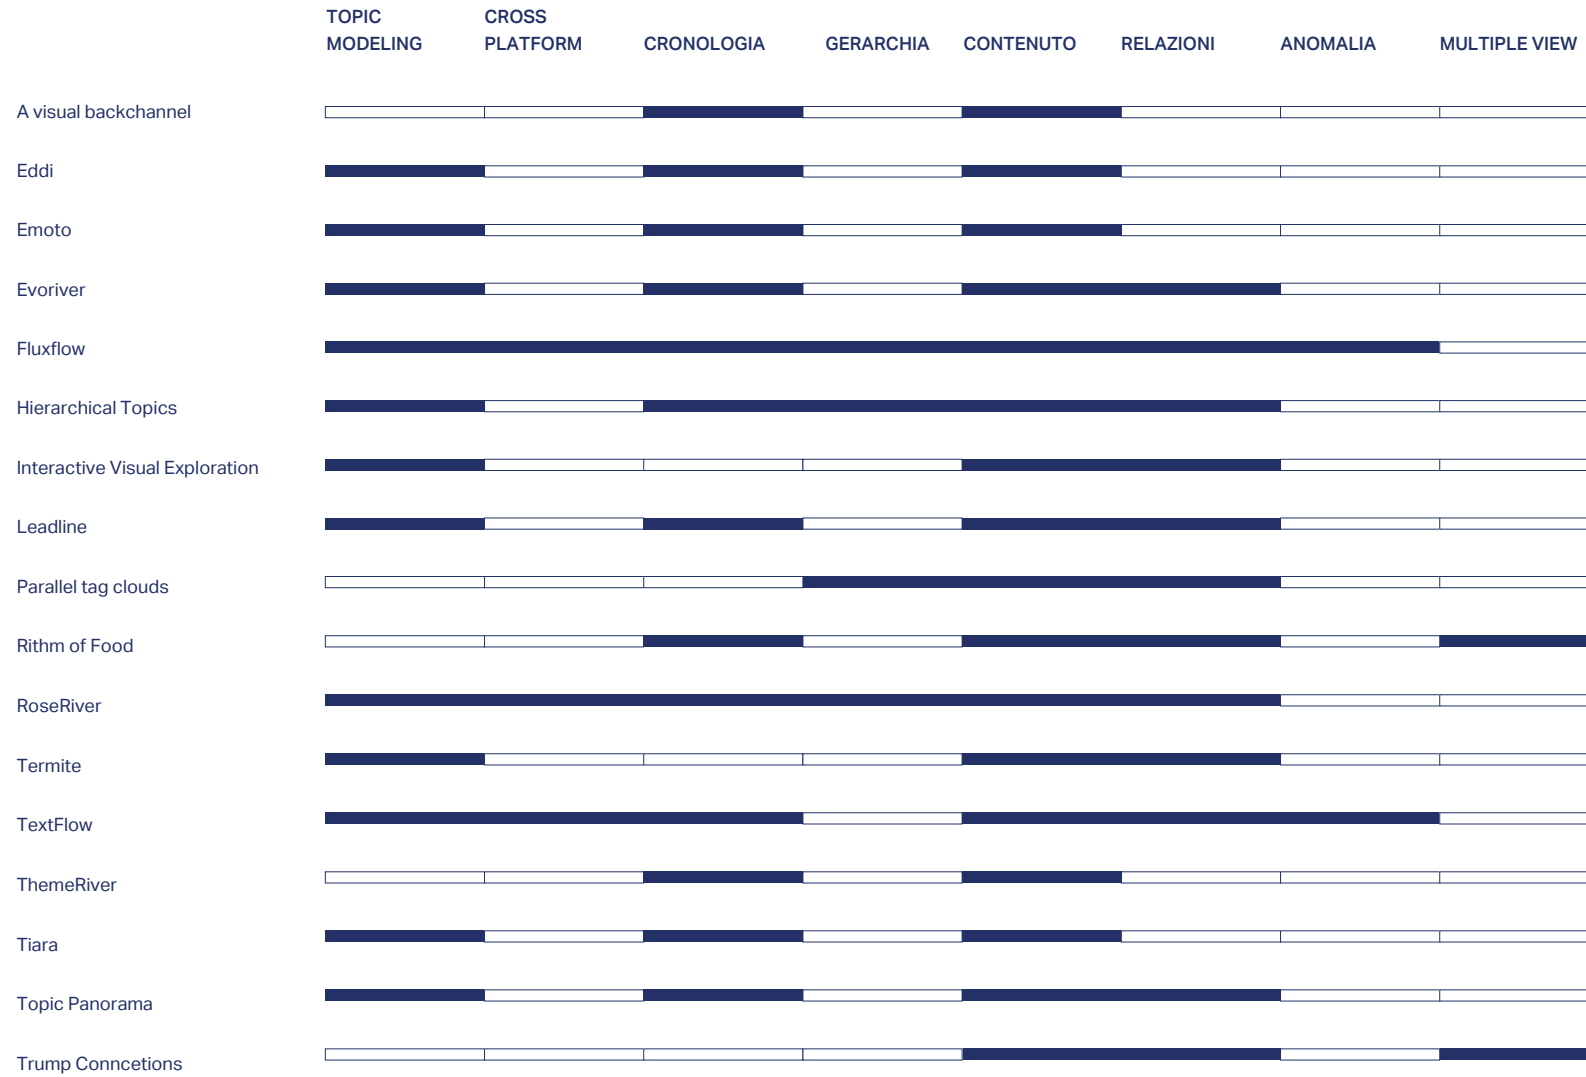 TOPIC MODELING
CROSS PLATFORM
CRONOLOGIA
GERARCHIA
CONTENUTO
RELAZIONI
ANOMALIA
MULTIPLE VIEW
A visual backchannel
Eddi
Emoto
Evoriver
Fluxflow
Hierarchical Topics
Interactive Visual Exploration
Leadline
Parallel tag clouds
Rithm of Food
RoseRiver
Termite
TextFlow
ThemeRiver
Tiara
Topic Panorama
Trump Conncetions